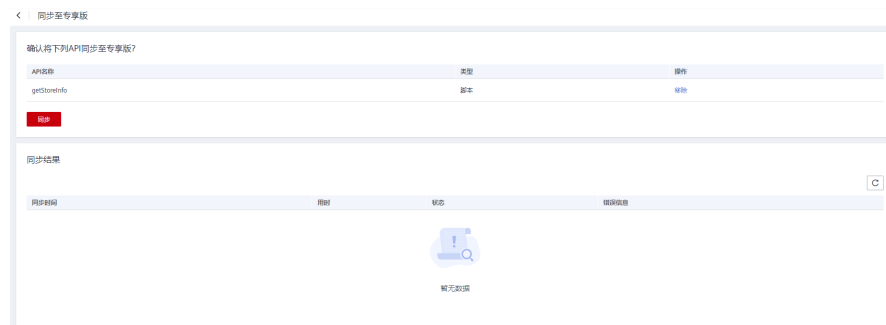 同步至专享版
确认将下列API同步至专享版?
API名称 类型 操作
getStoreInfo 脚本 移除
同步
同步结果
同步时间 用时 状态 错误信息
暂无数据